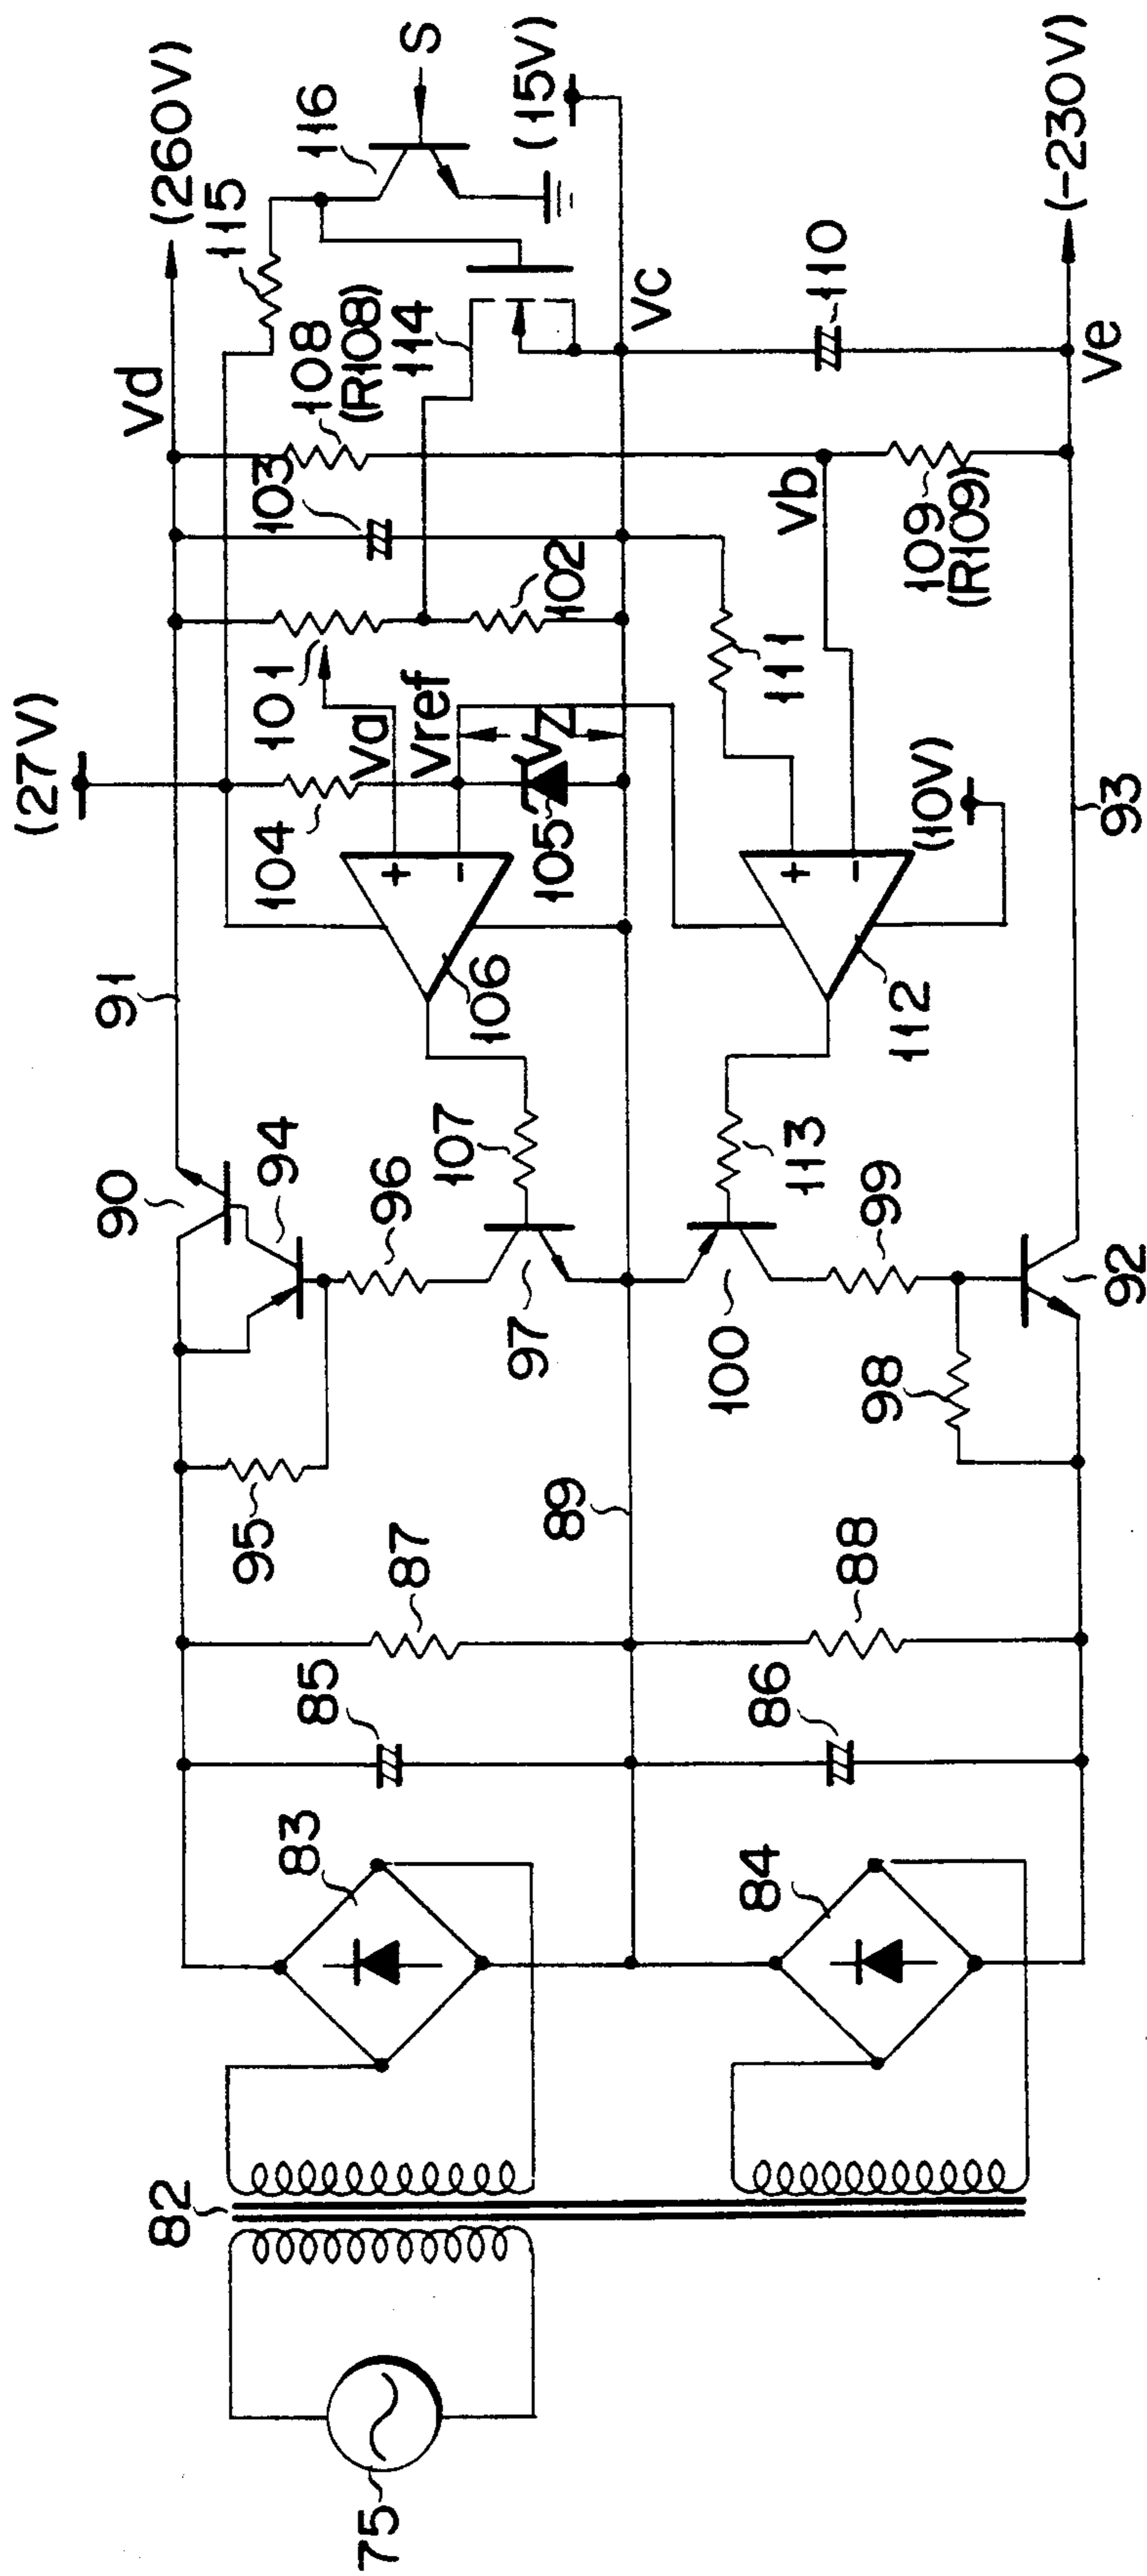 (27V)
91
Vd
(260V)
115
116
S
90
94
95
96
104
101
103
108
(R108)
114
Va
Vref
Vz
102
(15V)
Vc
83
85
87
97
107
106
105
89
82
75
84
86
88
100
113
99
98
112
111
Vb
110
(10V)
109
(R109)
92
93
Ve
(-230V)